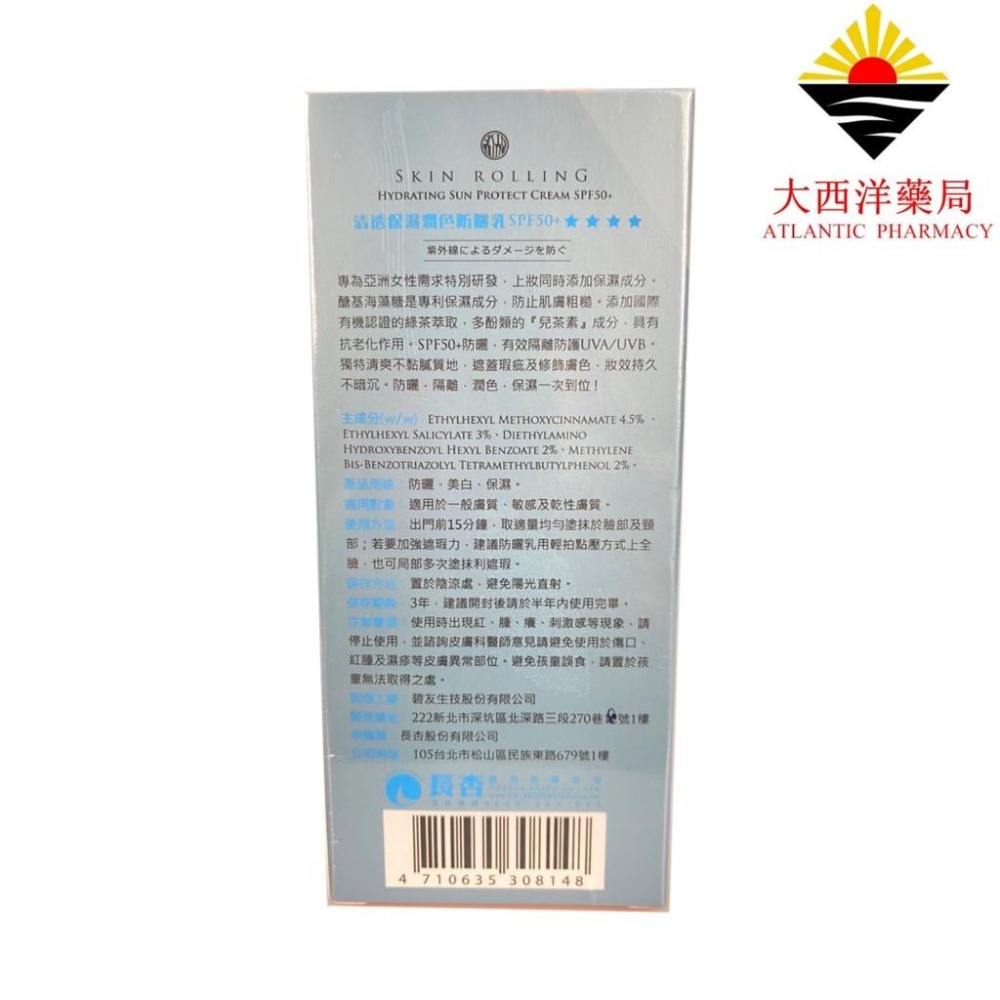 大西洋藥局
ATLANTIC PHARMACY
SKIN ROLLING
HYDRATING SUN PROTECT CREAM SPF50+
清透保濕潤色防曬乳SPF50+★★★★
紫外線によるダメージを防ぐ
專為亞洲女性需求特別研發，上妝同時添加保濕成分。
醣基海藻糖是專利保濕成分，防止肌膚粗糙。添加國際
有機認證的綠茶萃取，多酚類的『兒茶素』成分，具有
抗老化作用。SPF50+防曬，有效隔離防護UVA/UVB。
獨特清爽不黏膩質地，遮蓋瑕疵及修飾膚色，妝效持久
不暗沉。防曬，隔離，潤色，保濕一次到位！
主成分(w/w)：ETHYLHEXYL METHOXYCINNAMATE 4.5%、
ETHYLHEXYL SALICYLATE 3%、DIETHYLAMINO
HYDROXYBENZOYL HEXYL BENZOATE 2%、METHYLENE
BIS-BENZOTRIAZOLYL TETRAMETHYLBUTYLPHENOL 2%。
產品用途：防曬、美白、保濕。
適用對象：適用於一般膚質、敏感及乾性膚質。
使用方法：出門前15分鐘，取適量均勻塗抹於臉部及頸
部；若要加強遮瑕力，建議防曬乳用輕拍點壓方式上全
臉，也可局部多次塗抹利遮瑕。
保存方法：置於陰涼處，避免陽光直射。
保存期限：3年，建議開封後請於半年內使用完畢。
注意事項：使用時出現紅、腫、癢、刺激感等現象，請
停止使用，並諮詢皮膚科醫師意見請避免使用於傷口、
紅腫及濕疹等皮膚異常部位。避免孩童誤食，請置於孩
童無法取得之處。
製造工廠：碧友生技股份有限公司
222新北市深坑區北深路三段270巷號1樓
長杏股份有限公司
公司地址：105台北市松山區民族東路679號1樓
長杏
4 710635 308148